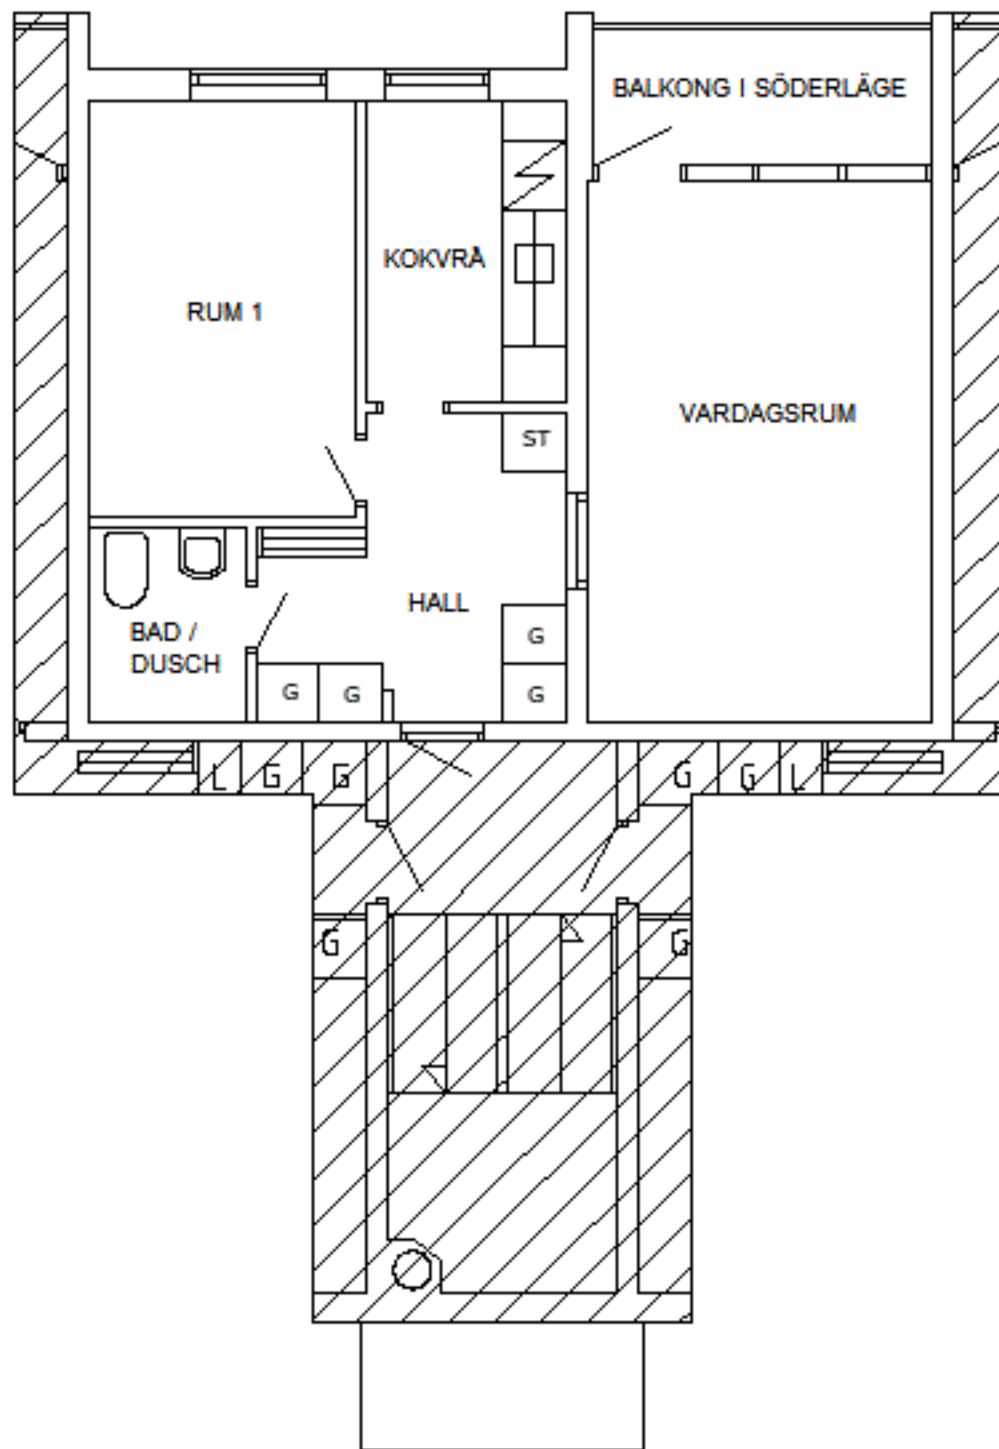 BALKONG I SÖDERLÄGE
KOKVRÅ
RUM 1
VARDAGSRUM
ST
HALL
BAD /
DUSCH
G
G
G
G
L G G
G G L
G
G